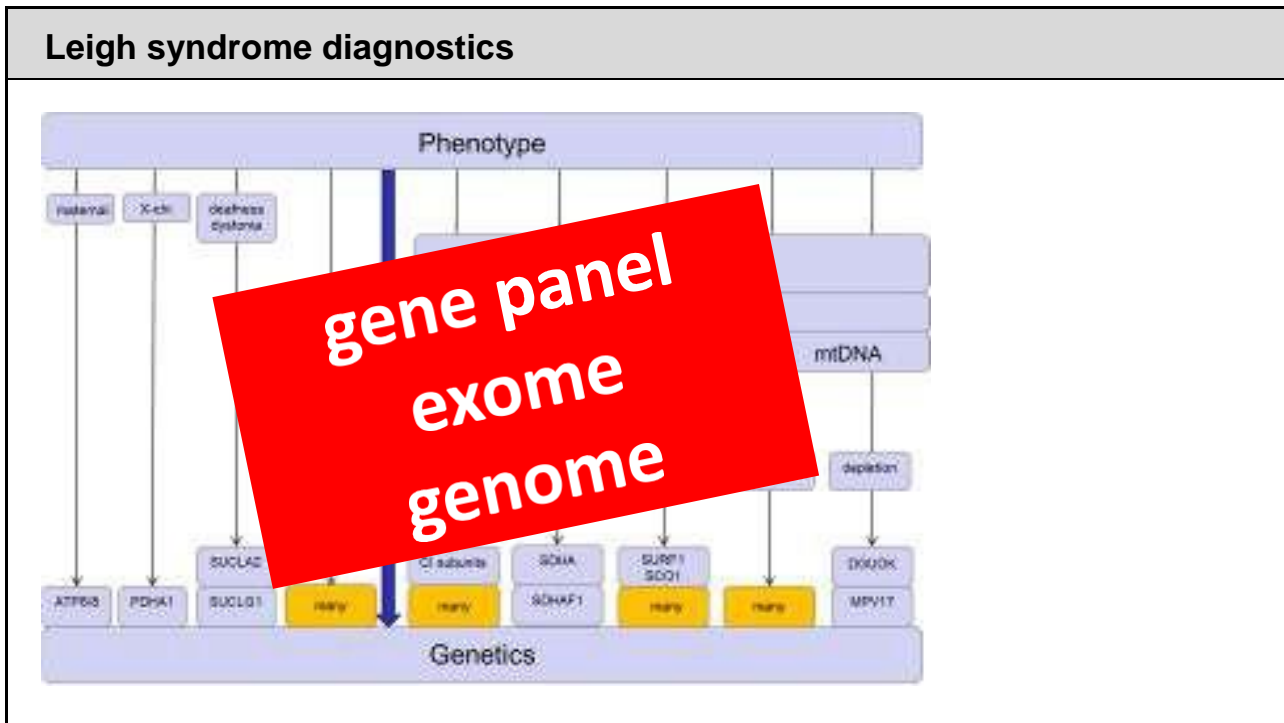 Leigh syndrome diagnostics
Phenotype
maternal
X-chr
deafness
dystonia
gene panel
exome
genome
mtDNA
depletion
SUCLA2
CI subunits
SDHA
SURF1
SCO1
DGUOK
ATP6/8
PDHA1
SUCLG1
many
many
SDHAF1
many
many
MPV17
Genetics